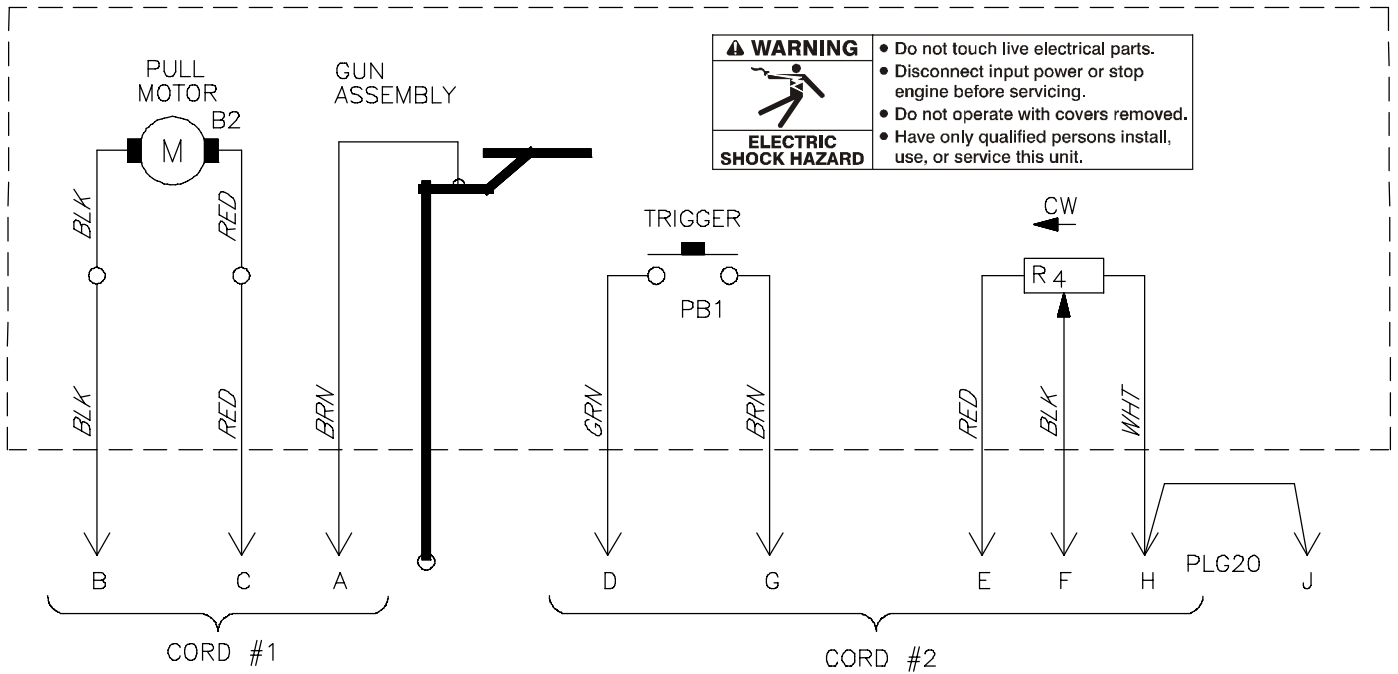 PULL
MOTOR
B2
M
GUN
ASSEMBLY
⚠ WARNING
ELECTRIC
SHOCK HAZARD
• Do not touch live electrical parts.
• Disconnect input power or stop
engine before servicing.
• Do not operate with covers removed.
• Have only qualified persons install,
use, or service this unit.
BLK
RED
TRIGGER
PB1
CW
R4
BLK
RED
BRN
GRN
BRN
RED
BLK
WHT
B
C
A
D
G
E
F
H
PLG20
J
CORD #1
CORD #2